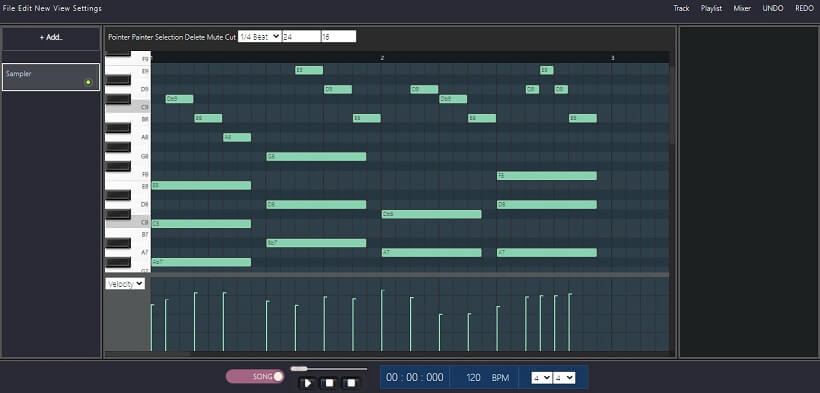 File Edit New View Settings
Track Playlist Mixer UNDO REDO
+ Add..
Pointer Painter Selection Delete Mute Cut 1/4 Beat 24 16
2 3
F9
E9 E9 E9
D9 D9 D9 D9 D9
Db9 Db9
C9
B8 B8 B8 B8 B8
A8 A8
G8 G8
F8 F8
E8 E8
D8 D8 D8
Db8
C8 C8
B7
Bb7
A7 A7 A7
Ab7
G7
Sampler
Velocity
SONG
00 : 00 : 000 120 BPM 4 4